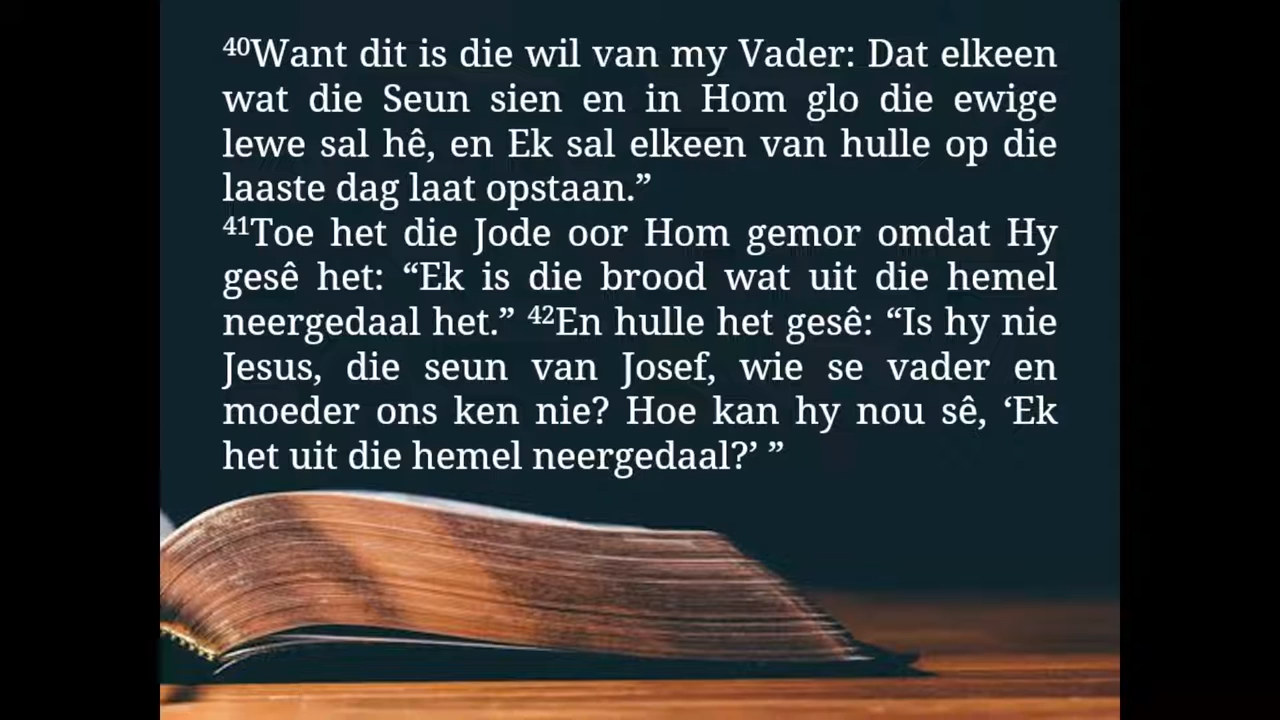 ⁴⁰Want dit is die wil van my Vader: Dat elkeen
wat die Seun sien en in Hom glo die ewige
lewe sal hê, en Ek sal elkeen van hulle op die
laaste dag laat opstaan.”
⁴¹Toe het die Jode oor Hom gemor omdat Hy
gesê het: “Ek is die brood wat uit die hemel
neergedaal het.” ⁴²En hulle het gesê: “Is hy nie
Jesus, die seun van Josef, wie se vader en
moeder ons ken nie? Hoe kan hy nou sê, ‘Ek
het uit die hemel neergedaal?’ ”